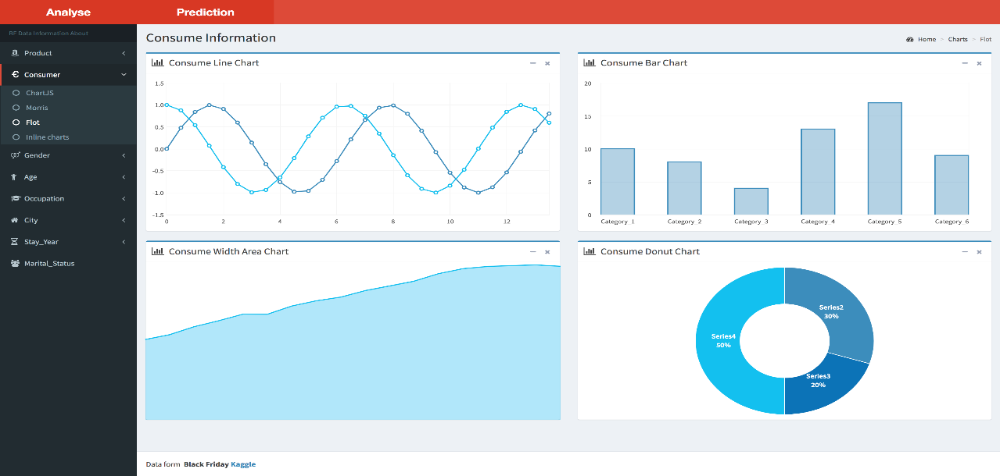 Analyse Prediction
BF Data Information About
Product
Consumer
ChartJS
Morris
Flot
Inline charts
Gender
Age
Occupation
City
Stay_Year
Marital_Status
Consume Information
Home > Charts > Flot
Consume Line Chart
1.5
1.0
0.5
0.0
-0.5
-1.0
-1.5
0 2 4 6 8 10 12
Consume Bar Chart
20
15
10
5
0
Category_1 Category_2 Category_3 Category_4 Category_5 Category_6
Consume Width Area Chart
Consume Donut Chart
Series2
30%
Series4
50%
Series3
20%
Data form Black Friday Kaggle